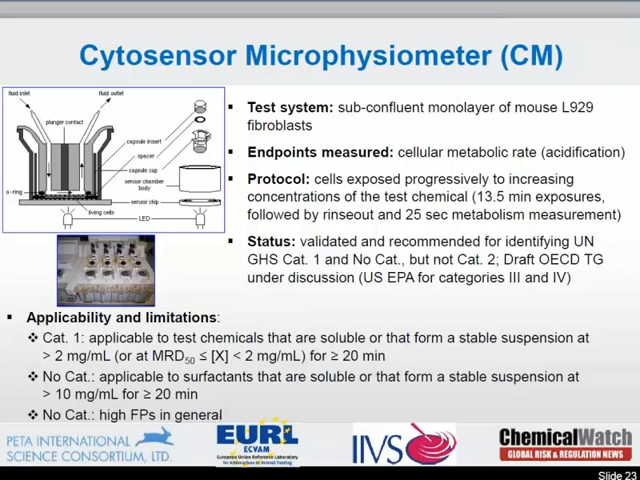 Cytosensor Microphysiometer (CM)
fluid inlet
fluid outlet
plunger contact
capsule insert
spacer
capsule cup
sensor chamber
body
o-ring
sensor chip
living cells
LED
▪ Test system: sub-confluent monolayer of mouse L929
fibroblasts
▪ Endpoints measured: cellular metabolic rate (acidification)
▪ Protocol: cells exposed progressively to increasing
concentrations of the test chemical (13.5 min exposures,
followed by rinseout and 25 sec metabolism measurement)
▪ Status: validated and recommended for identifying UN
GHS Cat. 1 and No Cat., but not Cat. 2; Draft OECD TG
under discussion (US EPA for categories III and IV)
▪ Applicability and limitations:
❖ Cat. 1: applicable to test chemicals that are soluble or that form a stable suspension at
> 2 mg/mL (or at MRD50 ≤ [X] < 2 mg/mL) for ≥ 20 min
❖ No Cat.: applicable to surfactants that are soluble or that form a stable suspension at
> 10 mg/mL for ≥ 20 min
❖ No Cat.: high FPs in general
PETA INTERNATIONAL
SCIENCE CONSORTIUM, LTD.
EURL
ECVAM
European Union Reference Laboratory
for Alternatives to Animal Testing
IIVS
ChemicalWatch
GLOBAL RISK & REGULATION NEWS
Slide 23